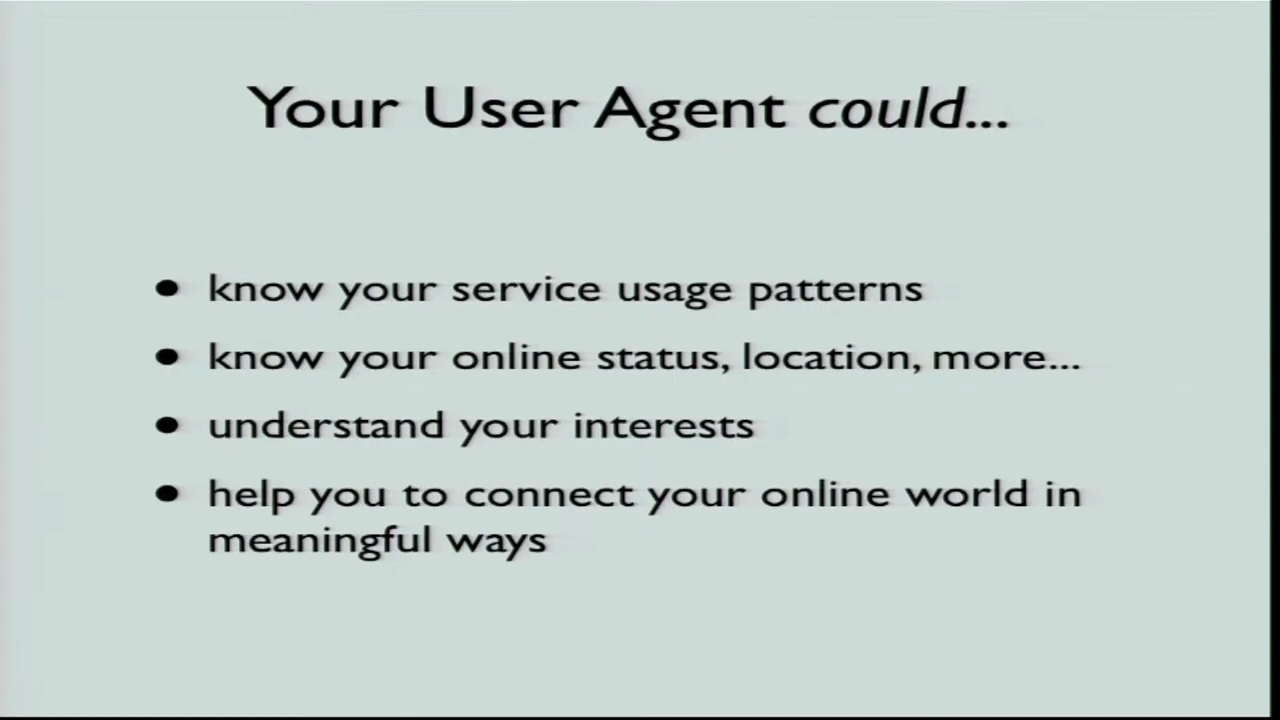 Your User Agent could...
• know your service usage patterns
• know your online status, location, more...
• understand your interests
• help you to connect your online world in
meaningful ways